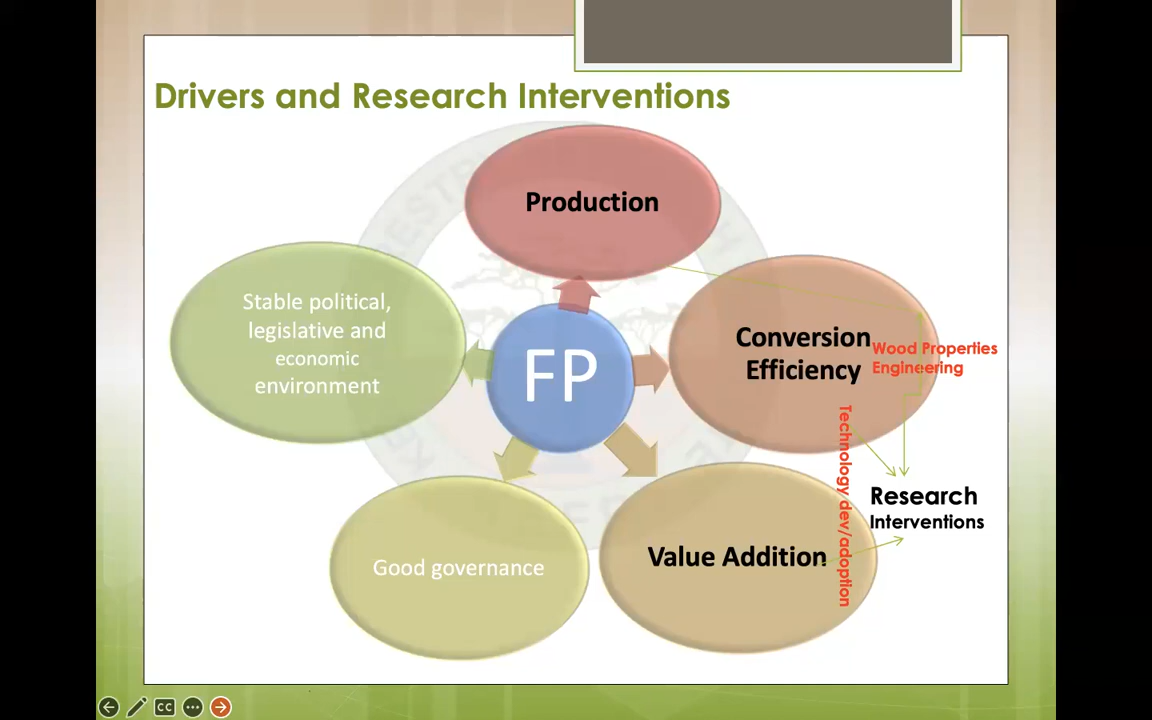 Drivers and Research Interventions
Production
Stable political,
legislative and
economic
environment
FP
Conversion
Efficiency
Wood Properties
Engineering
Technology dev/adoption
Research
Interventions
Good governance
Value Addition
CC